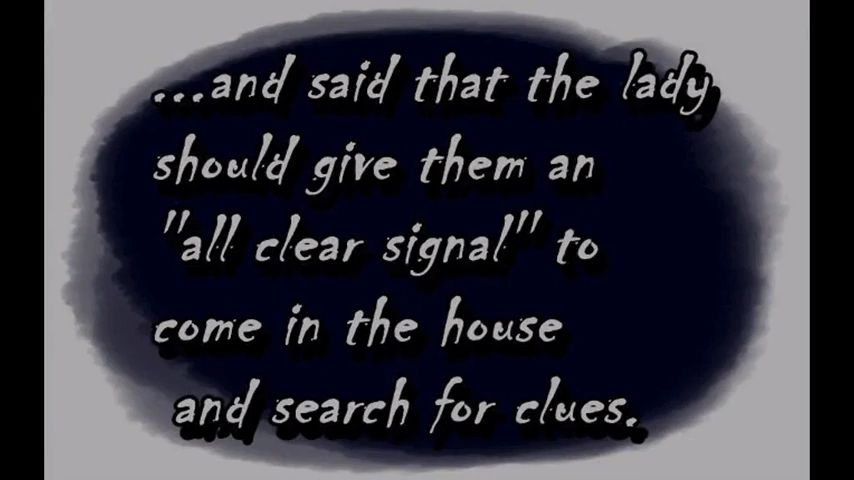 ...and said that the lady
should give them an
"all clear signal" to
come in the house
and search for clues.